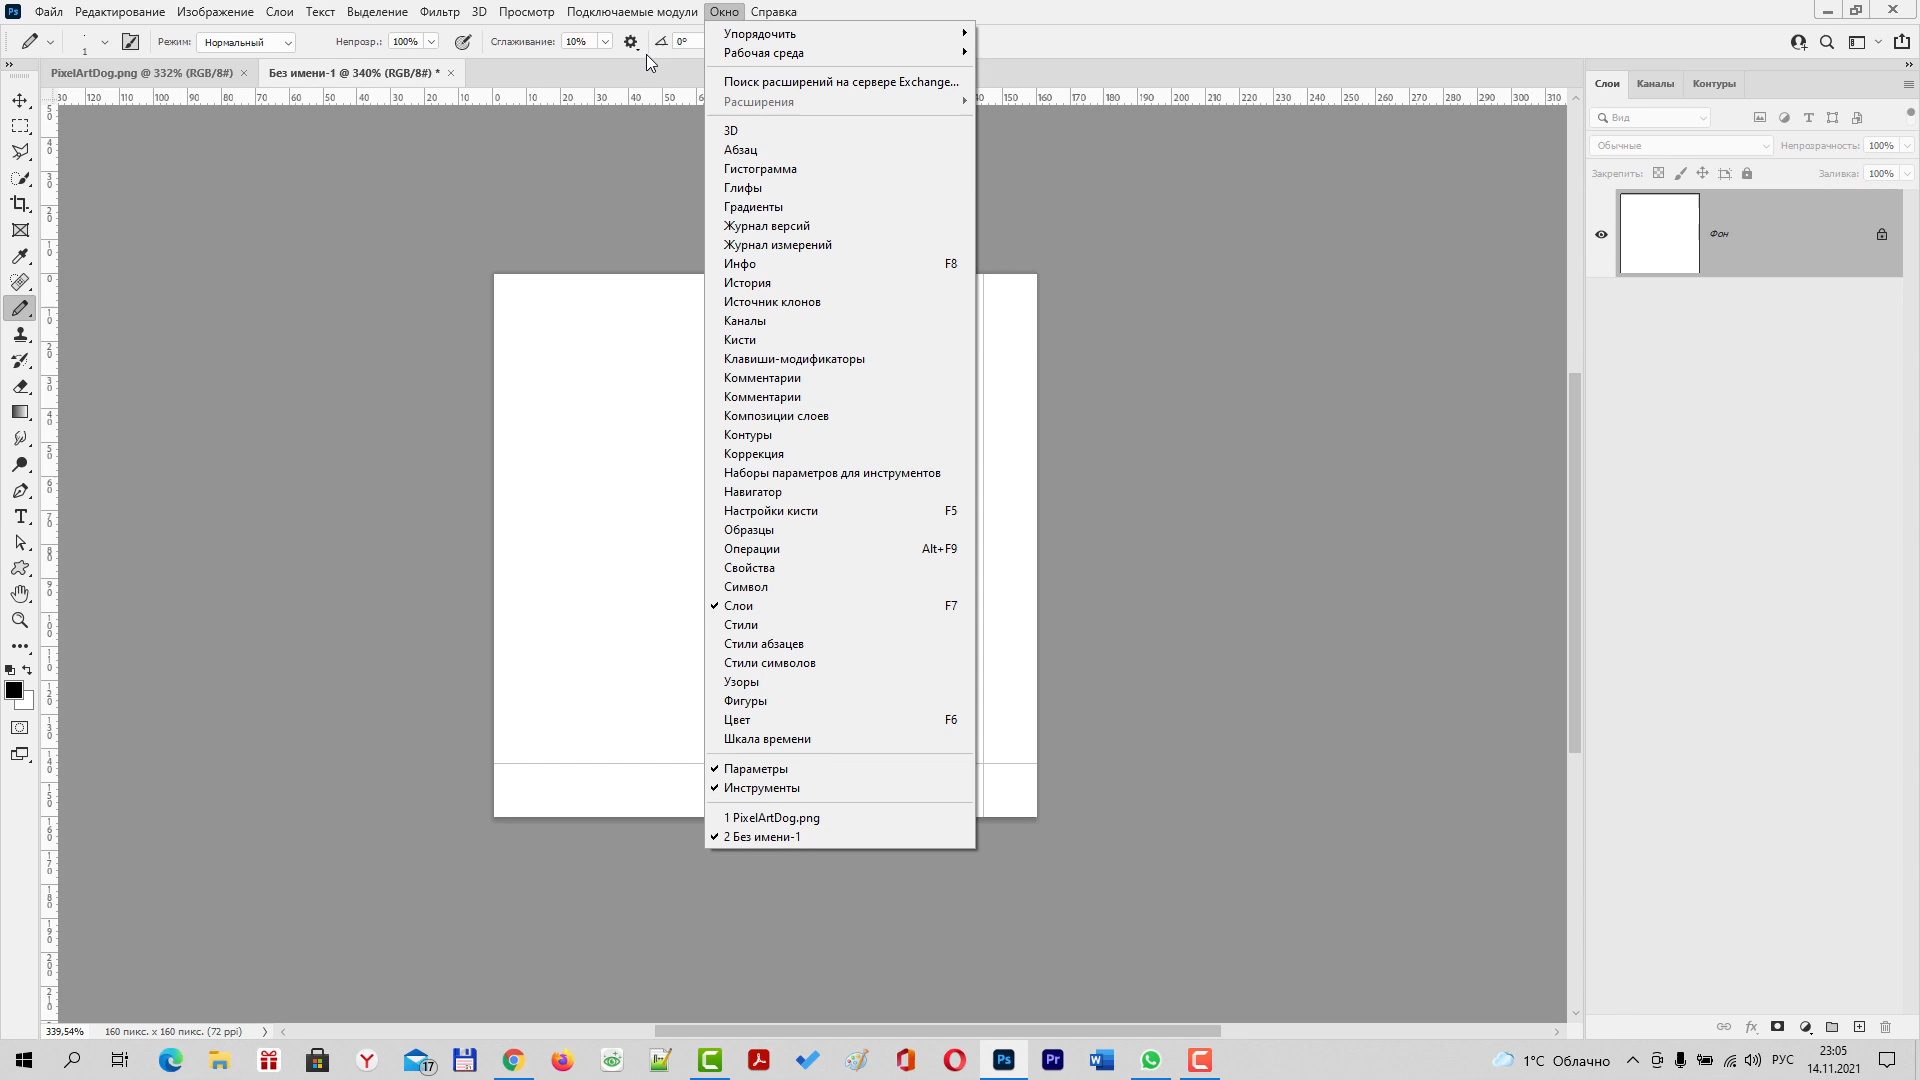 Ps Файл Редактирование Изображение Слои Текст Выделение Фильтр 3D Просмотр Подключаемые модули Окно Справка
1 Режим: Нормальный Непрозр.: 100% Сглаживание: 10% 0°
PixelArtDog.png @ 332% (RGB/8#) × Без имени-1 @ 340% (RGB/8#) * ×
Упорядочить
Рабочая среда
Поиск расширений на сервере Exchange...
Расширения
3D
Абзац
Гистограмма
Глифы
Градиенты
Журнал версий
Журнал измерений
Инфо F8
История
Источник клонов
Каналы
Кисти
Клавиши-модификаторы
Комментарии
Комментарии
Композиции слоев
Контуры
Коррекция
Наборы параметров для инструментов
Навигатор
Настройки кисти F5
Образцы
Операции Alt+F9
Свойства
Символ
Слои F7
Стили
Стили абзацев
Стили символов
Узоры
Фигуры
Цвет F6
Шкала времени
Параметры
Инструменты
1 PixelArtDog.png
2 Без имени-1
Слои Каналы Контуры
Вид
Обычные Непрозрачность: 100%
Закрепить: Заливка: 100%
Фон
339,54% 160 пикс. x 160 пикс. (72 ppi)
17 Ps Pr 1°C Облачно РУС 23:05
14.11.2021